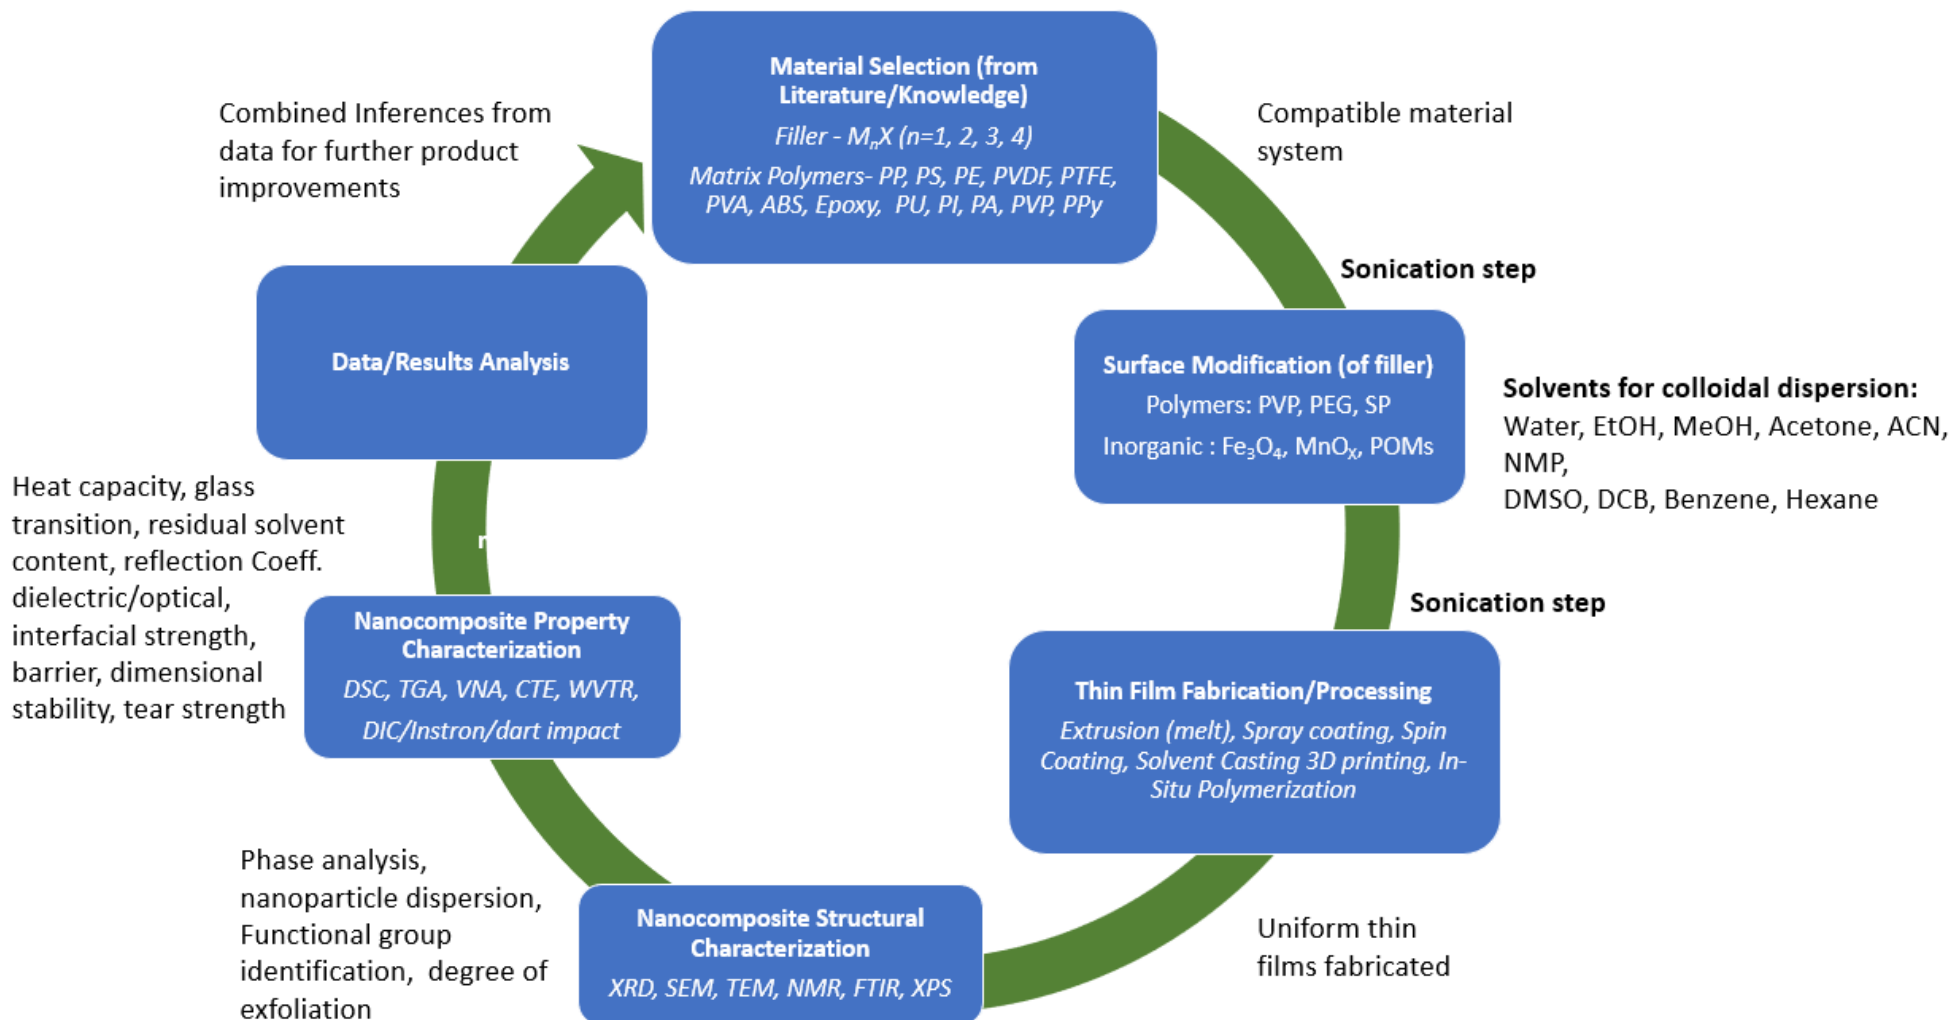 Material Selection (from
Literature/Knowledge)
Filler - MₙX (n=1, 2, 3, 4)
Matrix Polymers- PP, PS, PE, PVDF, PTFE,
PVA, ABS, Epoxy, PU, PI, PA, PVP, PPy
Compatible material
system
Sonication step
Surface Modification (of filler)
Polymers: PVP, PEG, SP
Inorganic : Fe₃O₄, MnOₓ, POMs
Solvents for colloidal dispersion:
Water, EtOH, MeOH, Acetone, ACN,
NMP,
DMSO, DCB, Benzene, Hexane
Sonication step
Thin Film Fabrication/Processing
Extrusion (melt), Spray coating, Spin
Coating, Solvent Casting 3D printing, In-
Situ Polymerization
Uniform thin
films fabricated
Nanocomposite Structural
Characterization
XRD, SEM, TEM, NMR, FTIR, XPS
Phase analysis,
nanoparticle dispersion,
Functional group
identification, degree of
exfoliation
Nanocomposite Property
Characterization
DSC, TGA, VNA, CTE, WVTR,
DIC/Instron/dart impact
Heat capacity, glass
transition, residual solvent
content, reflection Coeff.
dielectric/optical,
interfacial strength,
barrier, dimensional
stability, tear strength
Data/Results Analysis
Combined Inferences from
data for further product
improvements